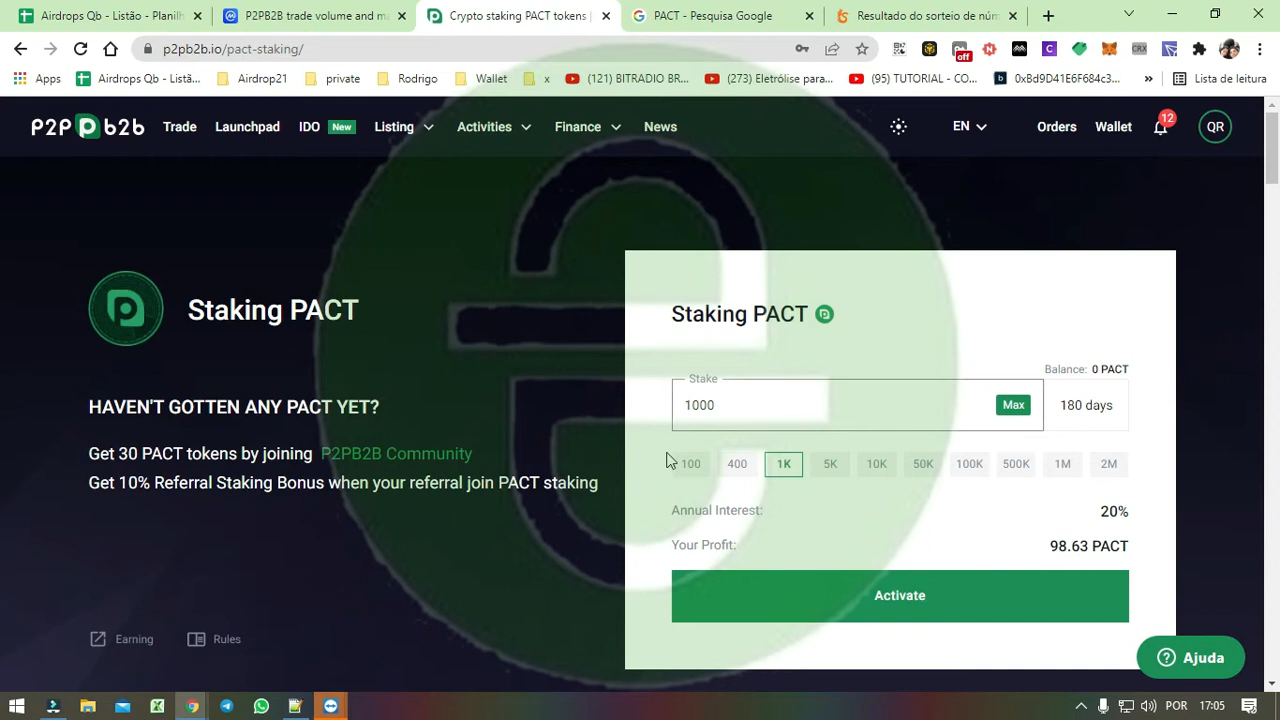 Airdrops Qb - Listão - Planilh
P2PB2B trade volume and ma
Crypto staking PACT tokens |
PACT - Pesquisa Google
Resultado do sorteio de núm
p2pb2b.io/pact-staking/
off
CRX
Apps
Airdrops Qb - Listã...
Airdrop21
private
Rodrigo
Wallet
x
(121) BITRADIO BR...
(273) Eletrólise para...
(95) TUTORIAL - CO...
0xBd9D41E6F684c3...
»
Lista de leitura
P2PB2B
Trade
Launchpad
IDO New
Listing
Activities
Finance
News
EN
Orders
Wallet
12
QR
Staking PACT
HAVEN'T GOTTEN ANY PACT YET?
Get 30 PACT tokens by joining P2PB2B Community
Get 10% Referral Staking Bonus when your referral join PACT staking
Earning
Rules
Staking PACT
Balance: 0 PACT
Stake
1000
Max
180 days
100 400 1K 5K 10K 50K 100K 500K 1M 2M
Annual Interest: 20%
Your Profit: 98.63 PACT
Activate
Ajuda
POR
17:05